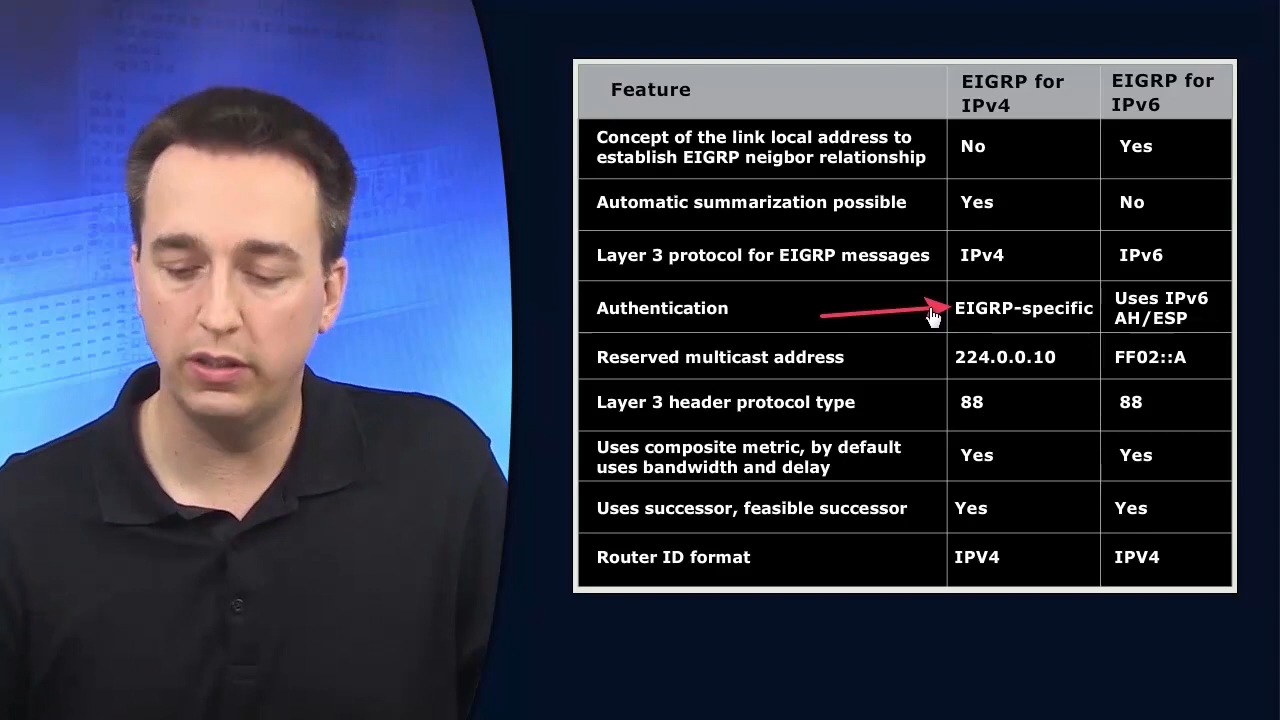 Feature
EIGRP for
IPv4
EIGRP for
IPv6
Concept of the link local address to
establish EIGRP neigbor relationship
No
Yes
Automatic summarization possible
Yes
No
Layer 3 protocol for EIGRP messages
IPv4
IPv6
Authentication
EIGRP-specific
Uses IPv6
AH/ESP
Reserved multicast address
224.0.0.10
FF02::A
Layer 3 header protocol type
88
88
Uses composite metric, by default
uses bandwidth and delay
Yes
Yes
Uses successor, feasible successor
Yes
Yes
Router ID format
IPV4
IPV4